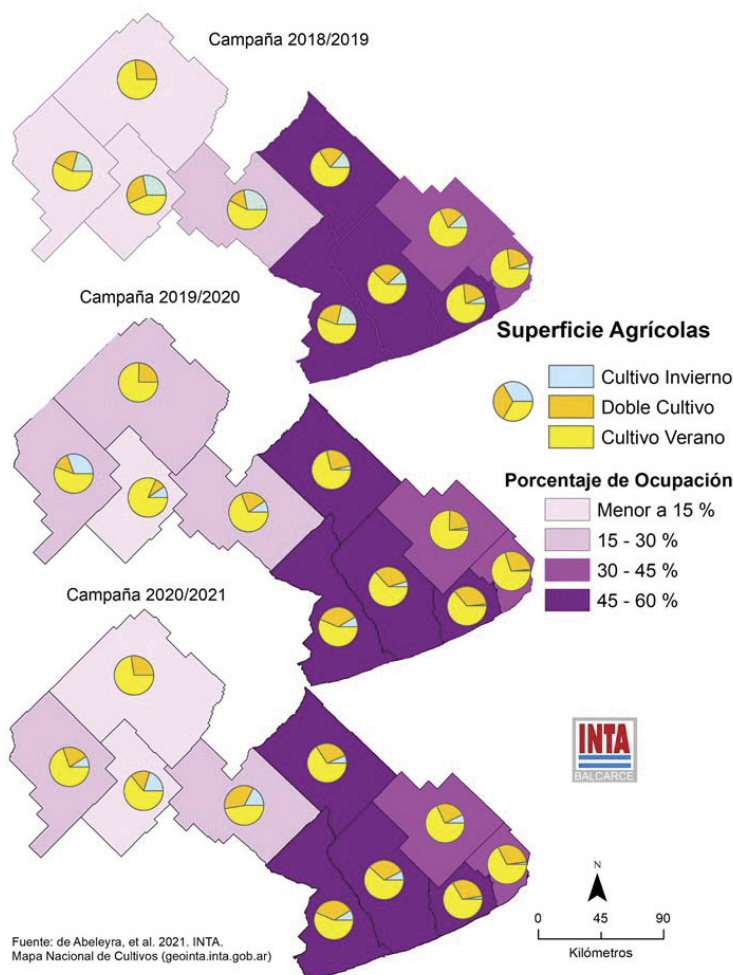 Campaña 2018/2019
Campaña 2019/2020
Superficie Agrícolas
Cultivo Invierno
Doble Cultivo
Cultivo Verano
Porcentaje de Ocupación
Menor a 15 %
15 - 30 %
30 - 45 %
45 - 60 %
Campaña 2020/2021
INTA
BALCARCE
N
0 45 90
Kilómetros
Fuente: de Abeleyra, et al. 2021. INTA.
Mapa Nacional de Cultivos (geointa.inta.gob.ar)